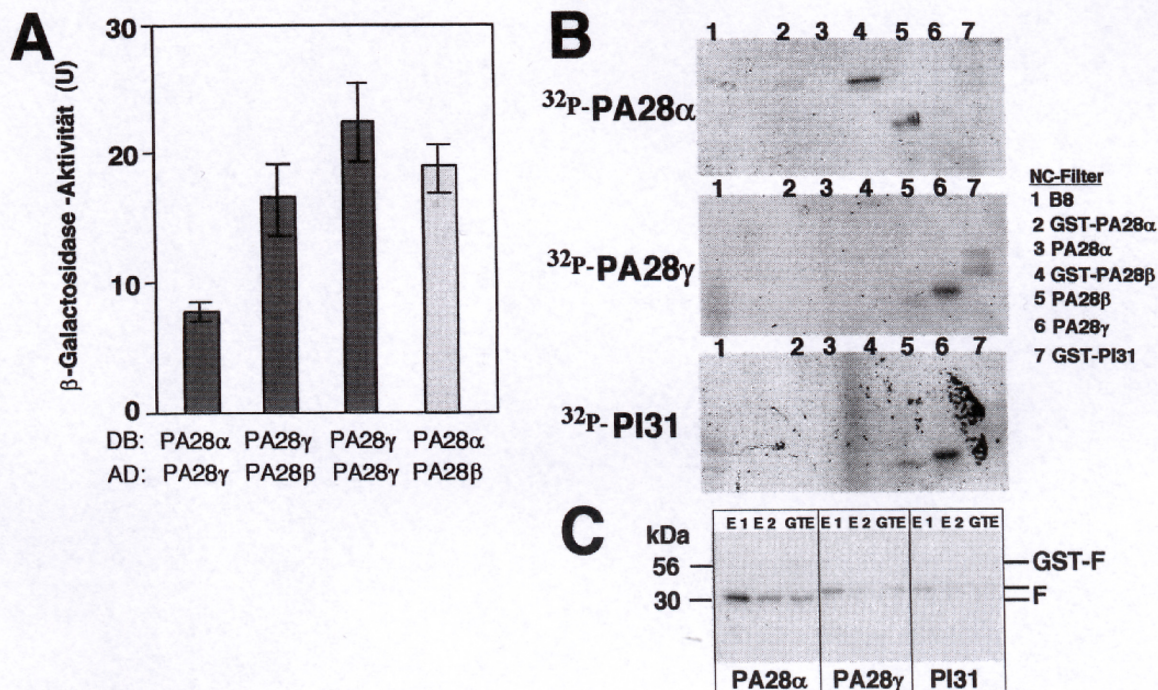 A
β-Galactosidase -Aktivität (U)
30
20
10
0
DB: PA28α PA28γ PA28γ PA28α
AD: PA28γ PA28β PA28γ PA28β
B
1 2 3 4 5 6 7
32P-PA28α
1 2 3 4 5 6 7
32P-PA28γ
1 2 3 4 5 6 7
32P-PI31
NC-Filter
1 B8
2 GST-PA28α
3 PA28α
4 GST-PA28β
5 PA28β
6 PA28γ
7 GST-PI31
C
kDa
56
30
E 1 E 2 GTE E 1 E 2 GTE E 1 E 2 GTE
GST-F
F
PA28α PA28γ PI31